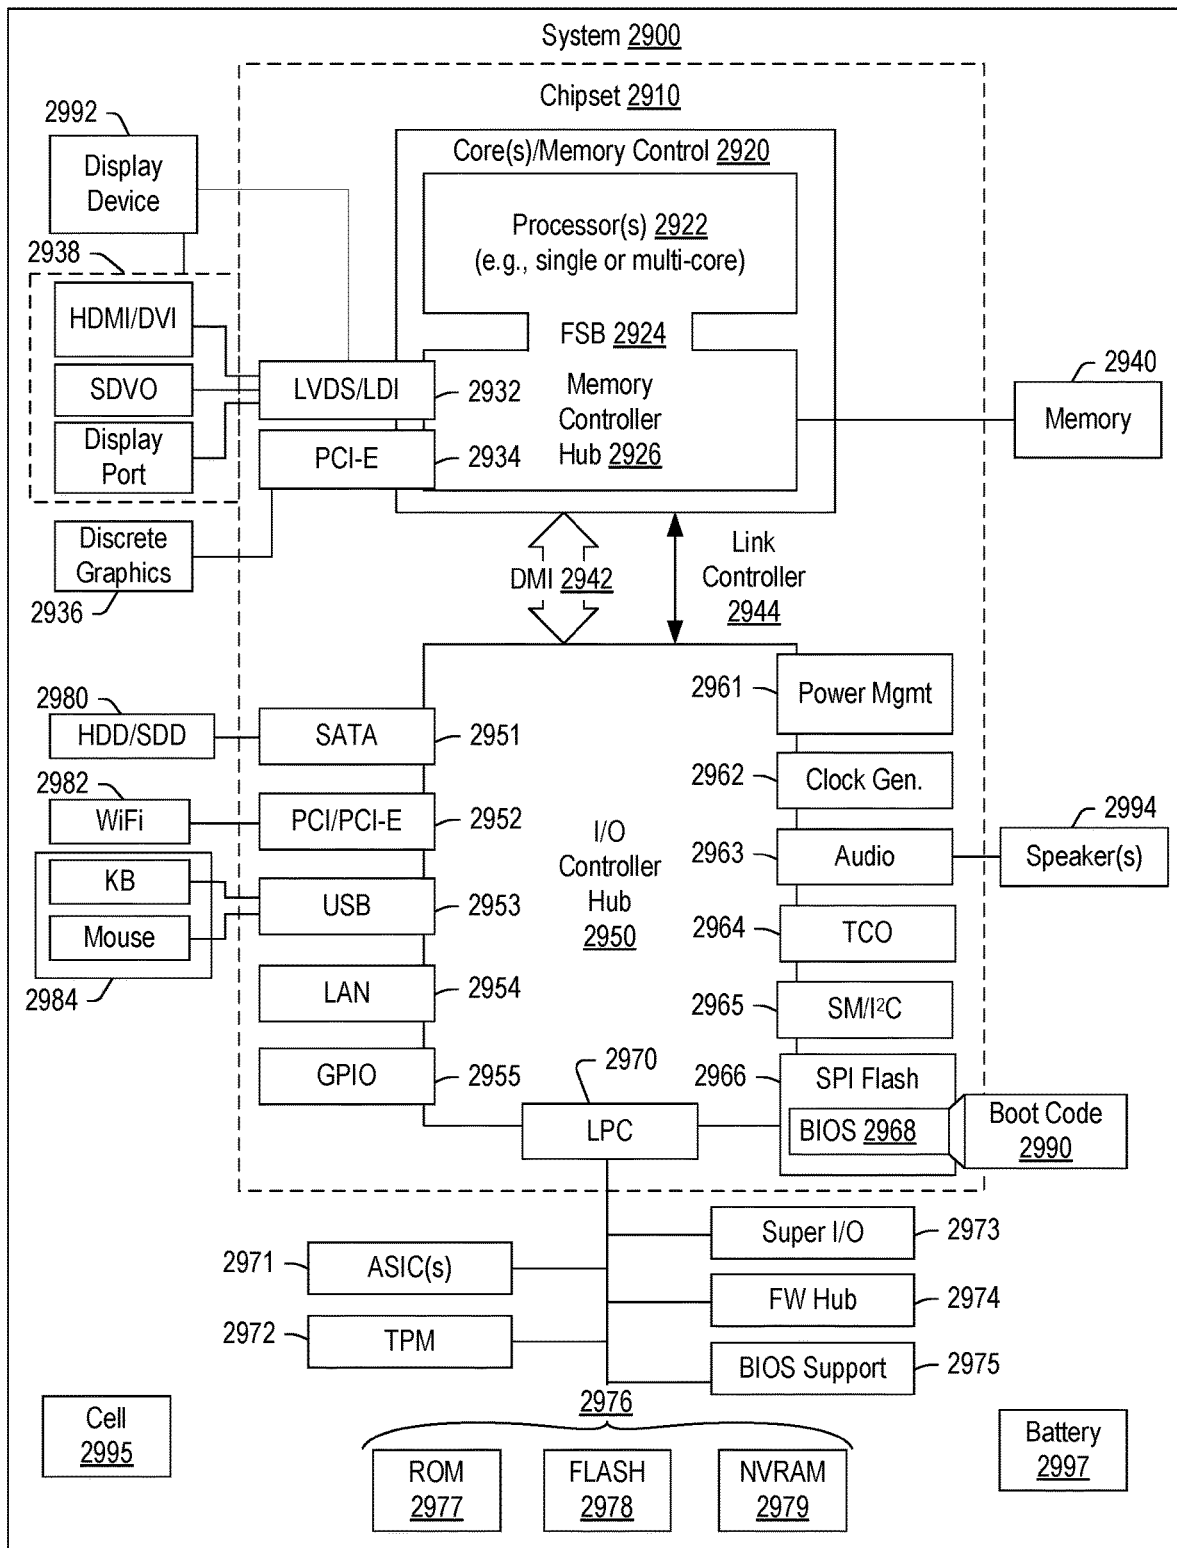 System 2900
Chipset 2910
2992
Display
Device
Core(s)/Memory Control 2920
Processor(s) 2922
(e.g., single or multi-core)
2938
HDMI/DVI
SDVO
Display
Port
FSB 2924
LVDS/LDI
2932
PCI-E
2934
Memory
Controller
Hub 2926
2940
Memory
Discrete
Graphics
2936
DMI 2942
Link
Controller
2944
2980
HDD/SDD
SATA
2951
2961
Power Mgmt
2982
WiFi
PCI/PCI-E
2952
2962
Clock Gen.
I/O
Controller
Hub
2950
KB
Mouse
2984
USB
2953
2963
Audio
2994
Speaker(s)
2964
TCO
LAN
2954
2965
SM/I²C
GPIO
2955
2970
LPC
2966
SPI Flash
BIOS 2968
Boot Code
2990
Super I/O
2973
2971
ASIC(s)
FW Hub
2974
2972
TPM
BIOS Support
2975
2976
Cell
2995
ROM
2977
FLASH
2978
NVRAM
2979
Battery
2997